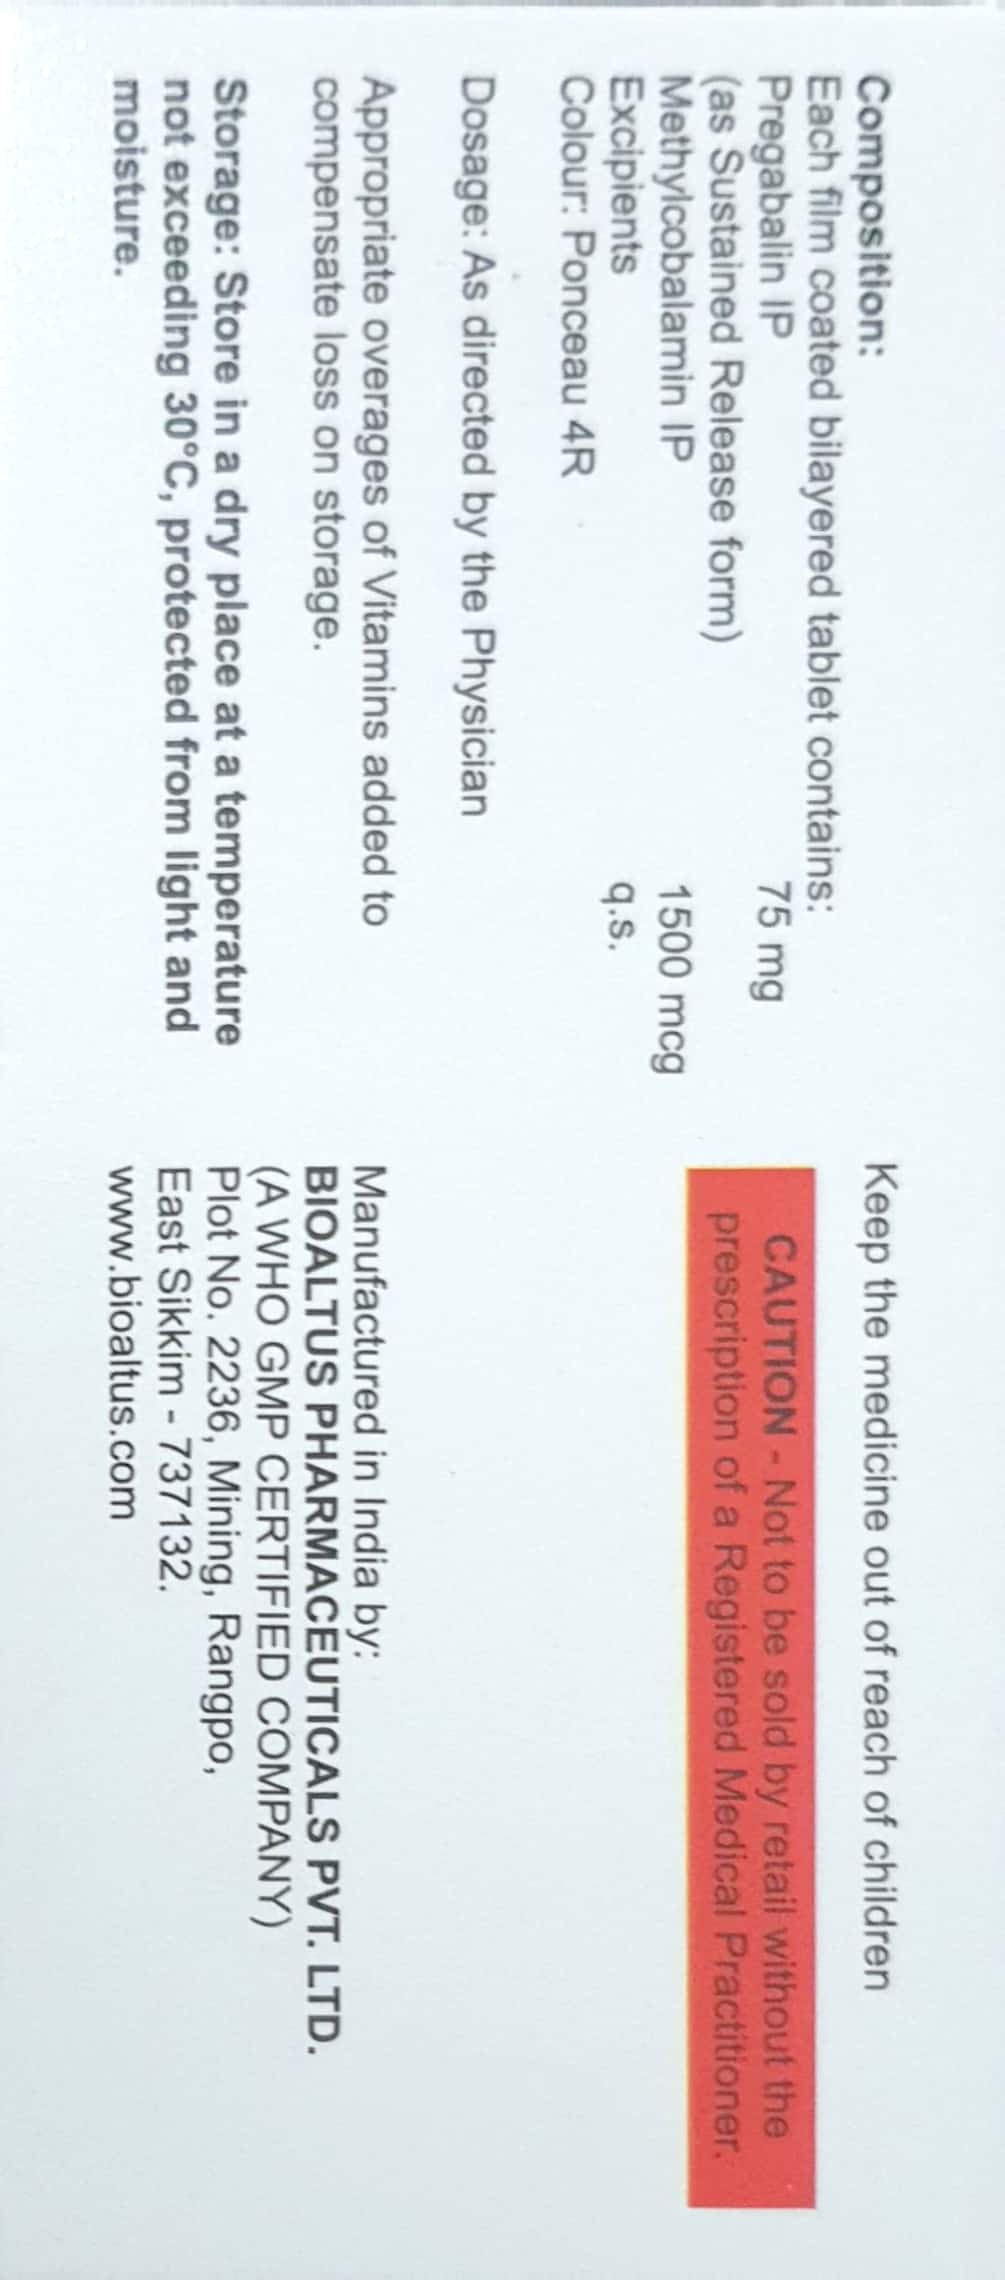 Composition:
Each film coated bilayered tablet contains:
Pregabalin IP 75 mg
(as Sustained Release form)
Methylcobalamin IP 1500 mcg
Excipients q.s.
Colour: Ponceau 4R
Dosage: As directed by the Physician
Appropriate overages of Vitamins added to
compensate loss on storage.
Storage: Store in a dry place at a temperature
not exceeding 30°C, protected from light and
moisture.
Keep the medicine out of reach of children
CAUTION - Not to be sold by retail without the
prescription of a Registered Medical Practitioner.
Manufactured in India by:
BIOALTUS PHARMACEUTICALS PVT. LTD.
(A WHO GMP CERTIFIED COMPANY)
Plot No. 2236, Mining, Rangpo,
East Sikkim - 737132.
www.bioaltus.com